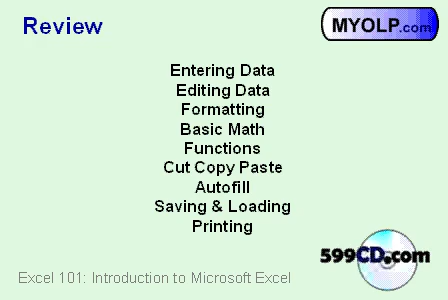 Review
MYOLP.com
Entering Data
Editing Data
Formatting
Basic Math
Functions
Cut Copy Paste
Autofill
Saving & Loading
Printing
599CD.com
Excel 101: Introduction to Microsoft Excel